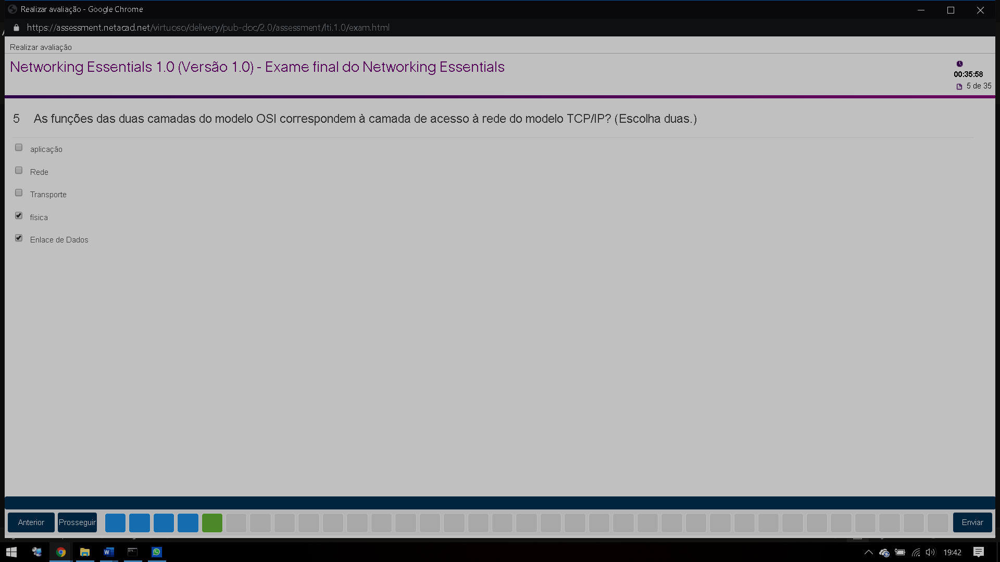 Realizar avaliação - Google Chrome
https://assessment.netacad.net/virtuoso/delivery/pub-doc/2.0/assessment/lti.1.0/exam.html
Realizar avaliação
Networking Essentials 1.0 (Versão 1.0) - Exame final do Networking Essentials
00:35:58
5 de 35
5 As funções das duas camadas do modelo OSI correspondem à camada de acesso à rede do modelo TCP/IP? (Escolha duas.)
aplicação
Rede
Transporte
física
Enlace de Dados
Anterior Prosseguir Enviar
19:42